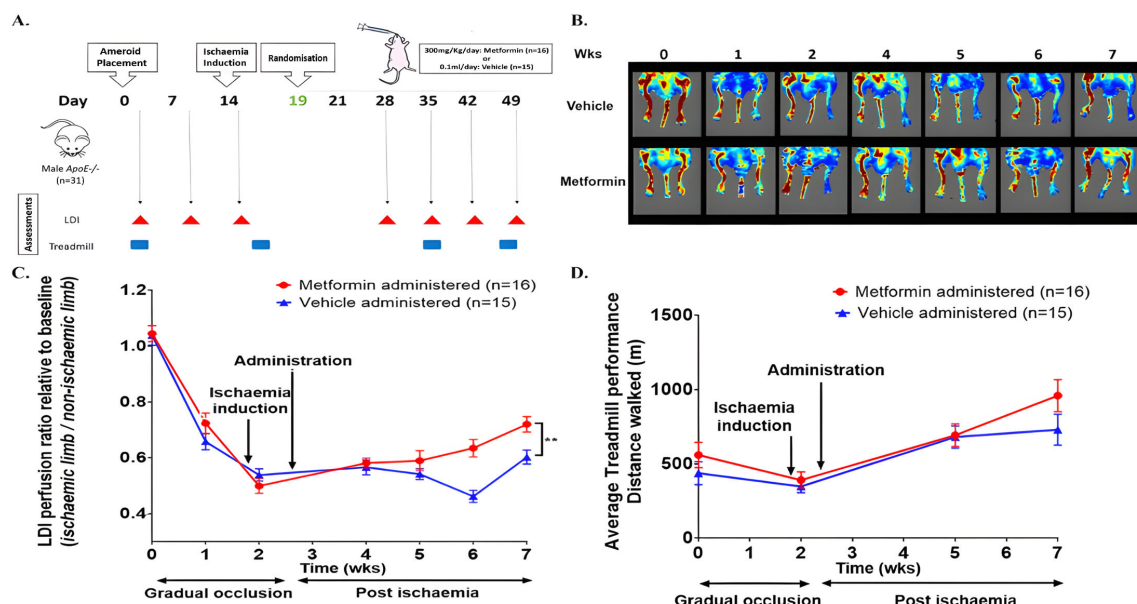 A.
Ameroid
Placement
Ischaemia
Induction
Randomisation
300mg/Kg/day: Metformin (n=16)
or
0.1ml/day: Vehicle (n=15)
Day 0 7 14 19 21 28 35 42 49
Male ApoE-/-
(n=31)
Assessments
LDI
Treadmill
B.
Wks 0 1 2 4 5 6 7
Vehicle
Metformin
C.
Metformin administered (n=16)
Vehicle administered (n=15)
LDI perfusion ratio relative to baseline
(ischaemic limb / non-ischaemic limb)
1.2
1.0
0.8
0.6
0.4
Administration
Ischaemia
induction
**
0 1 2 3 4 5 6 7
Time (wks)
Gradual occlusion Post ischaemia
D.
Metformin administered (n=16)
Vehicle administered (n=15)
Average Treadmill performance
Distance walked (m)
1500
1000
500
0
Administration
Ischaemia
induction
0 1 2 3 4 5 6 7
Time (wks)
Gradual occlusion Post ischaemia